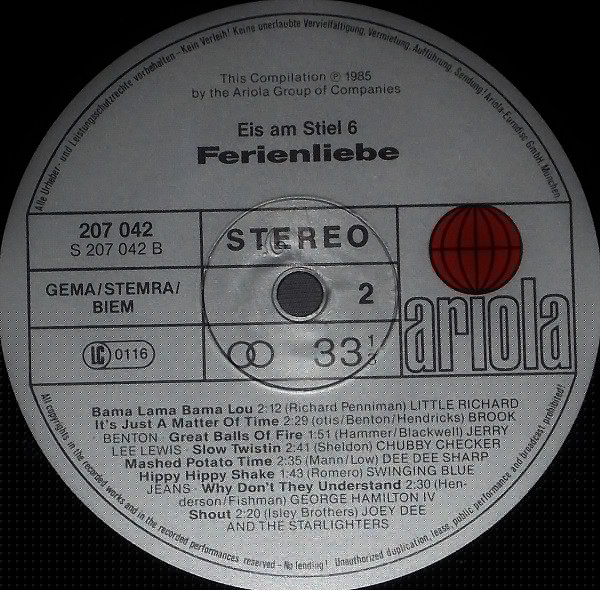 Alle Urheber- und Leistungsschutzrechte vorbehalten – Kein Verleih! Keine unerlaubte Vervielfältigung, Vermietung, Aufführung, Sendung! Ariola-Eurodisc GmbH, München
This Compilation ℗ 1985
by the Ariola Group of Companies
Eis am Stiel 6
Ferienliebe
207 042
S 207 042 B
STEREO
GEMA/STEMRA/
BIEM
2
LC 0116
33 1/3
ariola
Bama Lama Bama Lou 2:12 (Richard Penniman) LITTLE RICHARD
It's Just A Matter Of Time 2:29 (otis/Benton/Hendricks) BROOK
· BENTON · Great Balls Of Fire 1:51 (Hammer/Blackwell) JERRY
LEE LEWIS · Slow Twistin 2:41 (Sheldon) CHUBBY CHECKER
Mashed Potato Time 2:35 (Mann/Low) DEE DEE SHARP
Hippy Hippy Shake 1:43 (Romero) SWINGING BLUE
JEANS · Why Don't They Understand 2:30 (Hen-
derson/Fishman) GEORGE HAMILTON IV
Shout 2:20 (Isley Brothers) JOEY DEE
AND THE STARLIGHTERS
All copyrights in the recorded works and in the recorded performances reserved – No lending! Unauthorized duplication, lease, public performance and broadcast prohibited!